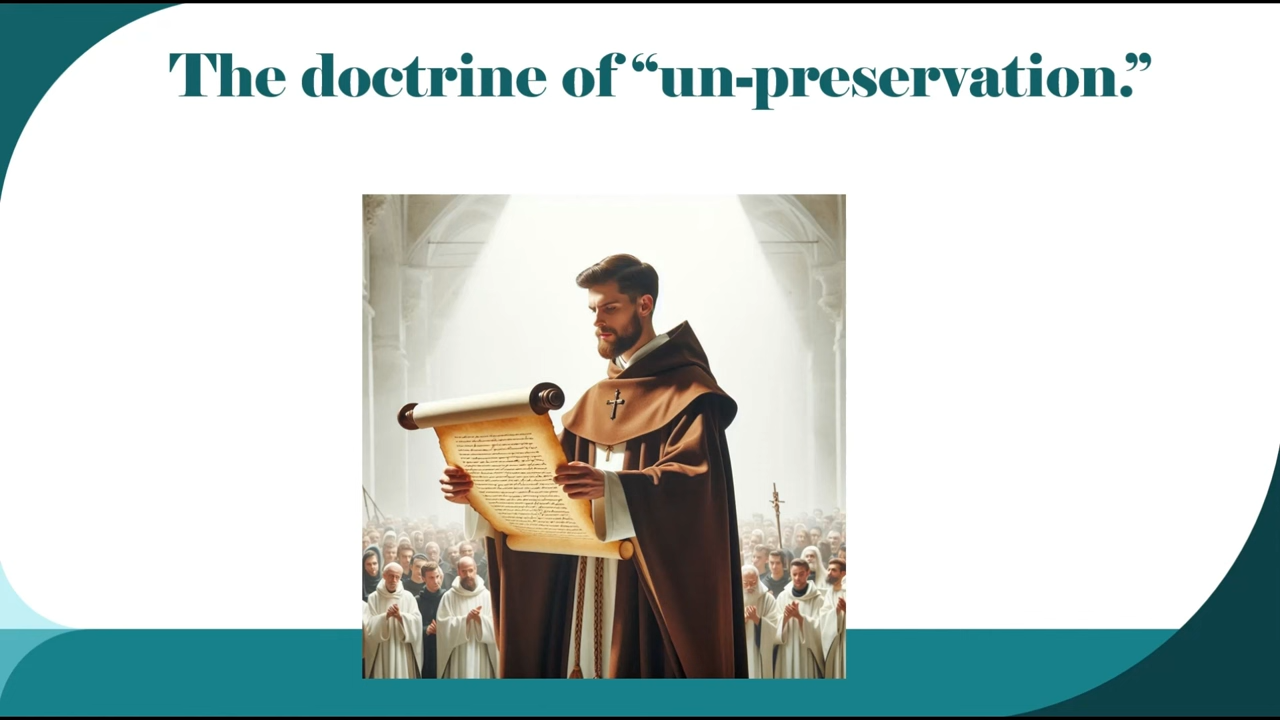 The doctrine of “un-preservation.”